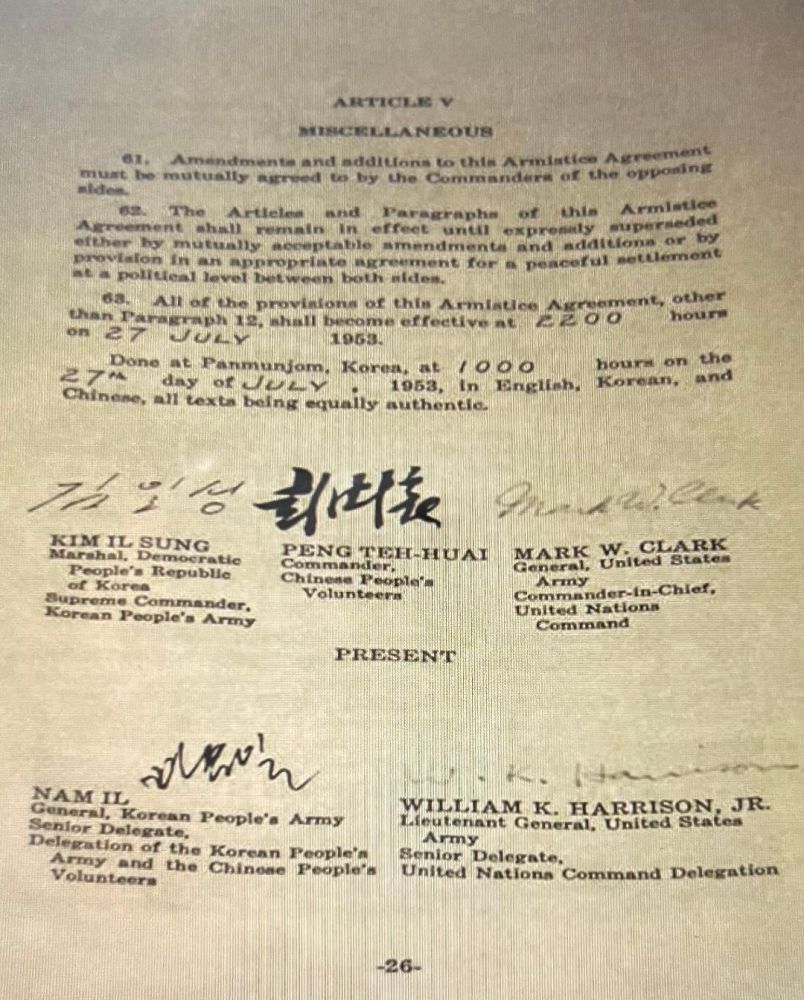 ARTICLE V
MISCELLANEOUS
61. Amendments and additions to this Armistice Agreement
must be mutually agreed to by the Commanders of the opposing
sides.
62. The Articles and Paragraphs of this Armistice
Agreement shall remain in effect until expressly superseded
either by mutually acceptable amendments and additions or by
provision in an appropriate agreement for a peaceful settlement
at a political level between both sides.
63. All of the provisions of this Armistice Agreement, other
than Paragraph 12, shall become effective at 2200 hours
on 27 JULY 1953.
Done at Panmunjom, Korea, at 1000 hours on the
27th day of JULY, 1953, in English, Korean, and
Chinese, all texts being equally authentic.
김일성 彭德懷 Mark W. Clark
KIM IL SUNG
Marshal, Democratic
People's Republic
of Korea
Supreme Commander,
Korean People's Army
PENG TEH-HUAI
Commander,
Chinese People's
Volunteers
MARK W. CLARK
General, United States
Army
Commander-in-Chief,
United Nations
Command
PRESENT
W. K. Harrison
NAM IL
General, Korean People's Army
Senior Delegate,
Delegation of the Korean People's
Army and the Chinese People's
Volunteers
WILLIAM K. HARRISON, JR.
Lieutenant General, United States
Army
Senior Delegate,
United Nations Command Delegation
-26-